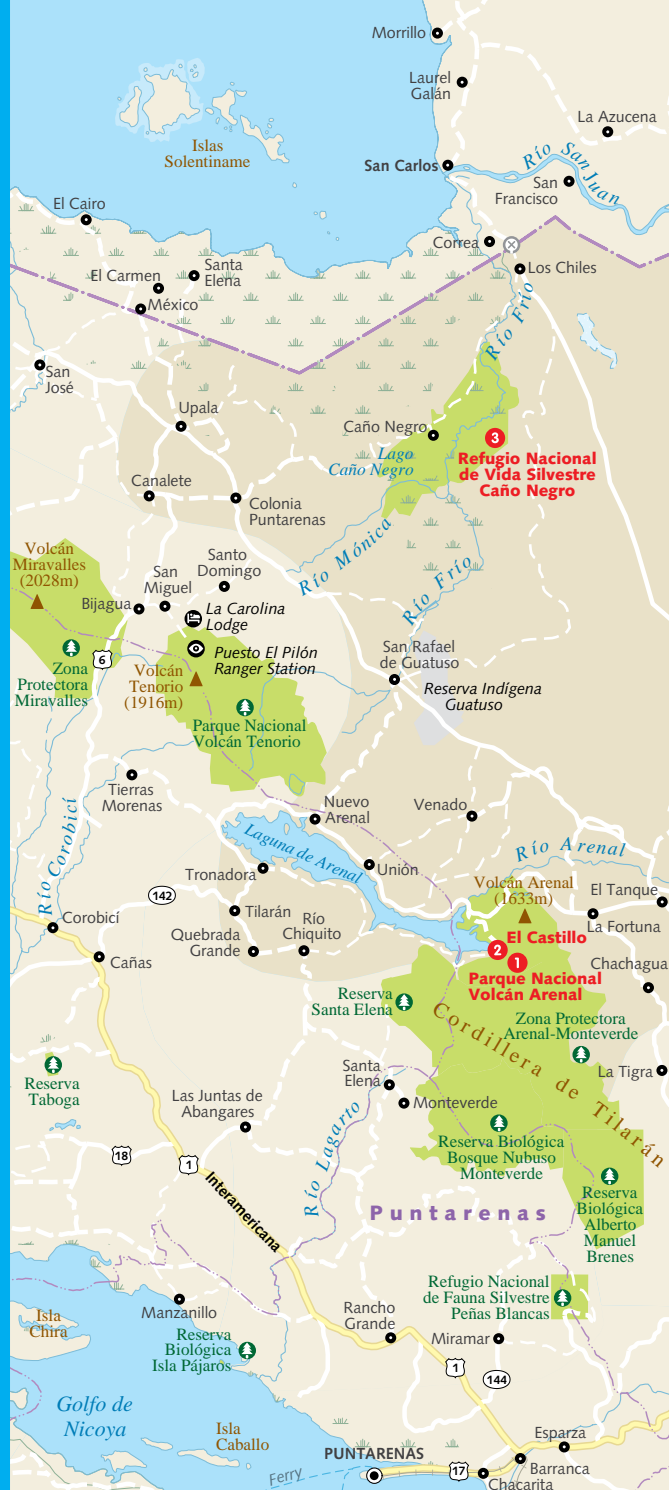 Morrillo
Laurel
Galán
La Azucena
Islas
Solentiname
San Carlos
Río San Juan
San
Francisco
El Cairo
Correa
Los Chiles
El Carmen
Santa
Elena
México
Río Frío
San
José
Upala
Caño Negro
3
Lago
Caño Negro
Refugio Nacional
de Vida Silvestre
Caño Negro
Canalete
Colonia
Puntarenas
Río Mónica
Río Frío
Volcán
Miravalles
(2028m)
San
Miguel
Santo
Domingo
Bijagua
La Carolina
Lodge
Puesto El Pilón
Ranger Station
6
Zona
Protectora
Miravalles
Volcán
Tenorio
(1916m)
San Rafael
de Guatuso
Reserva Indígena
Guatuso
Parque Nacional
Volcán Tenorio
Tierras
Morenas
Nuevo
Arenal
Venado
Río Corobicí
Laguna de Arenal
Río Arenal
Unión
Tronadora
Volcán Arenal
(1633m)
El Tanque
142
Tilarán
La Fortuna
Corobicí
Río
Chiquito
Quebrada
Grande
El Castillo
2
1
Cañas
Parque Nacional
Volcán Arenal
Chachagua
Reserva
Santa Elena
Zona Protectora
Arenal-Monteverde
Cordillera de Tilarán
Reserva
Taboga
Santa
Elena
La Tigra
Las Juntas de
Abangares
Monteverde
Río Lagarto
Reserva Biológica
Bosque Nubuso
Monteverde
18
1
Interamericana
Reserva
Biológica
Alberto
Manuel
Brenes
Puntarenas
Refugio Nacional
de Fauna Silvestre
Peñas Blancas
Manzanillo
Isla
Chira
Rancho
Grande
Reserva
Biológica
Isla Pájaros
Miramar
1
144
Golfo de
Nicoya
Isla
Caballo
Esparza
PUNTARENAS
Barranca
17
Ferry
Chacarita